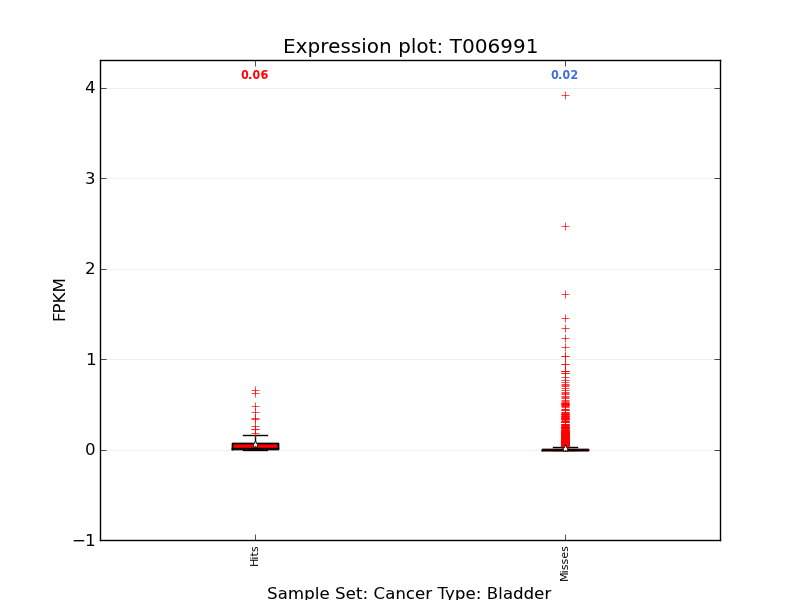 Expression plot: T006991
0.06
0.02
4
3
2
1
0
−1
FPKM
Hits
Misses
Sample Set: Cancer Type: Bladder